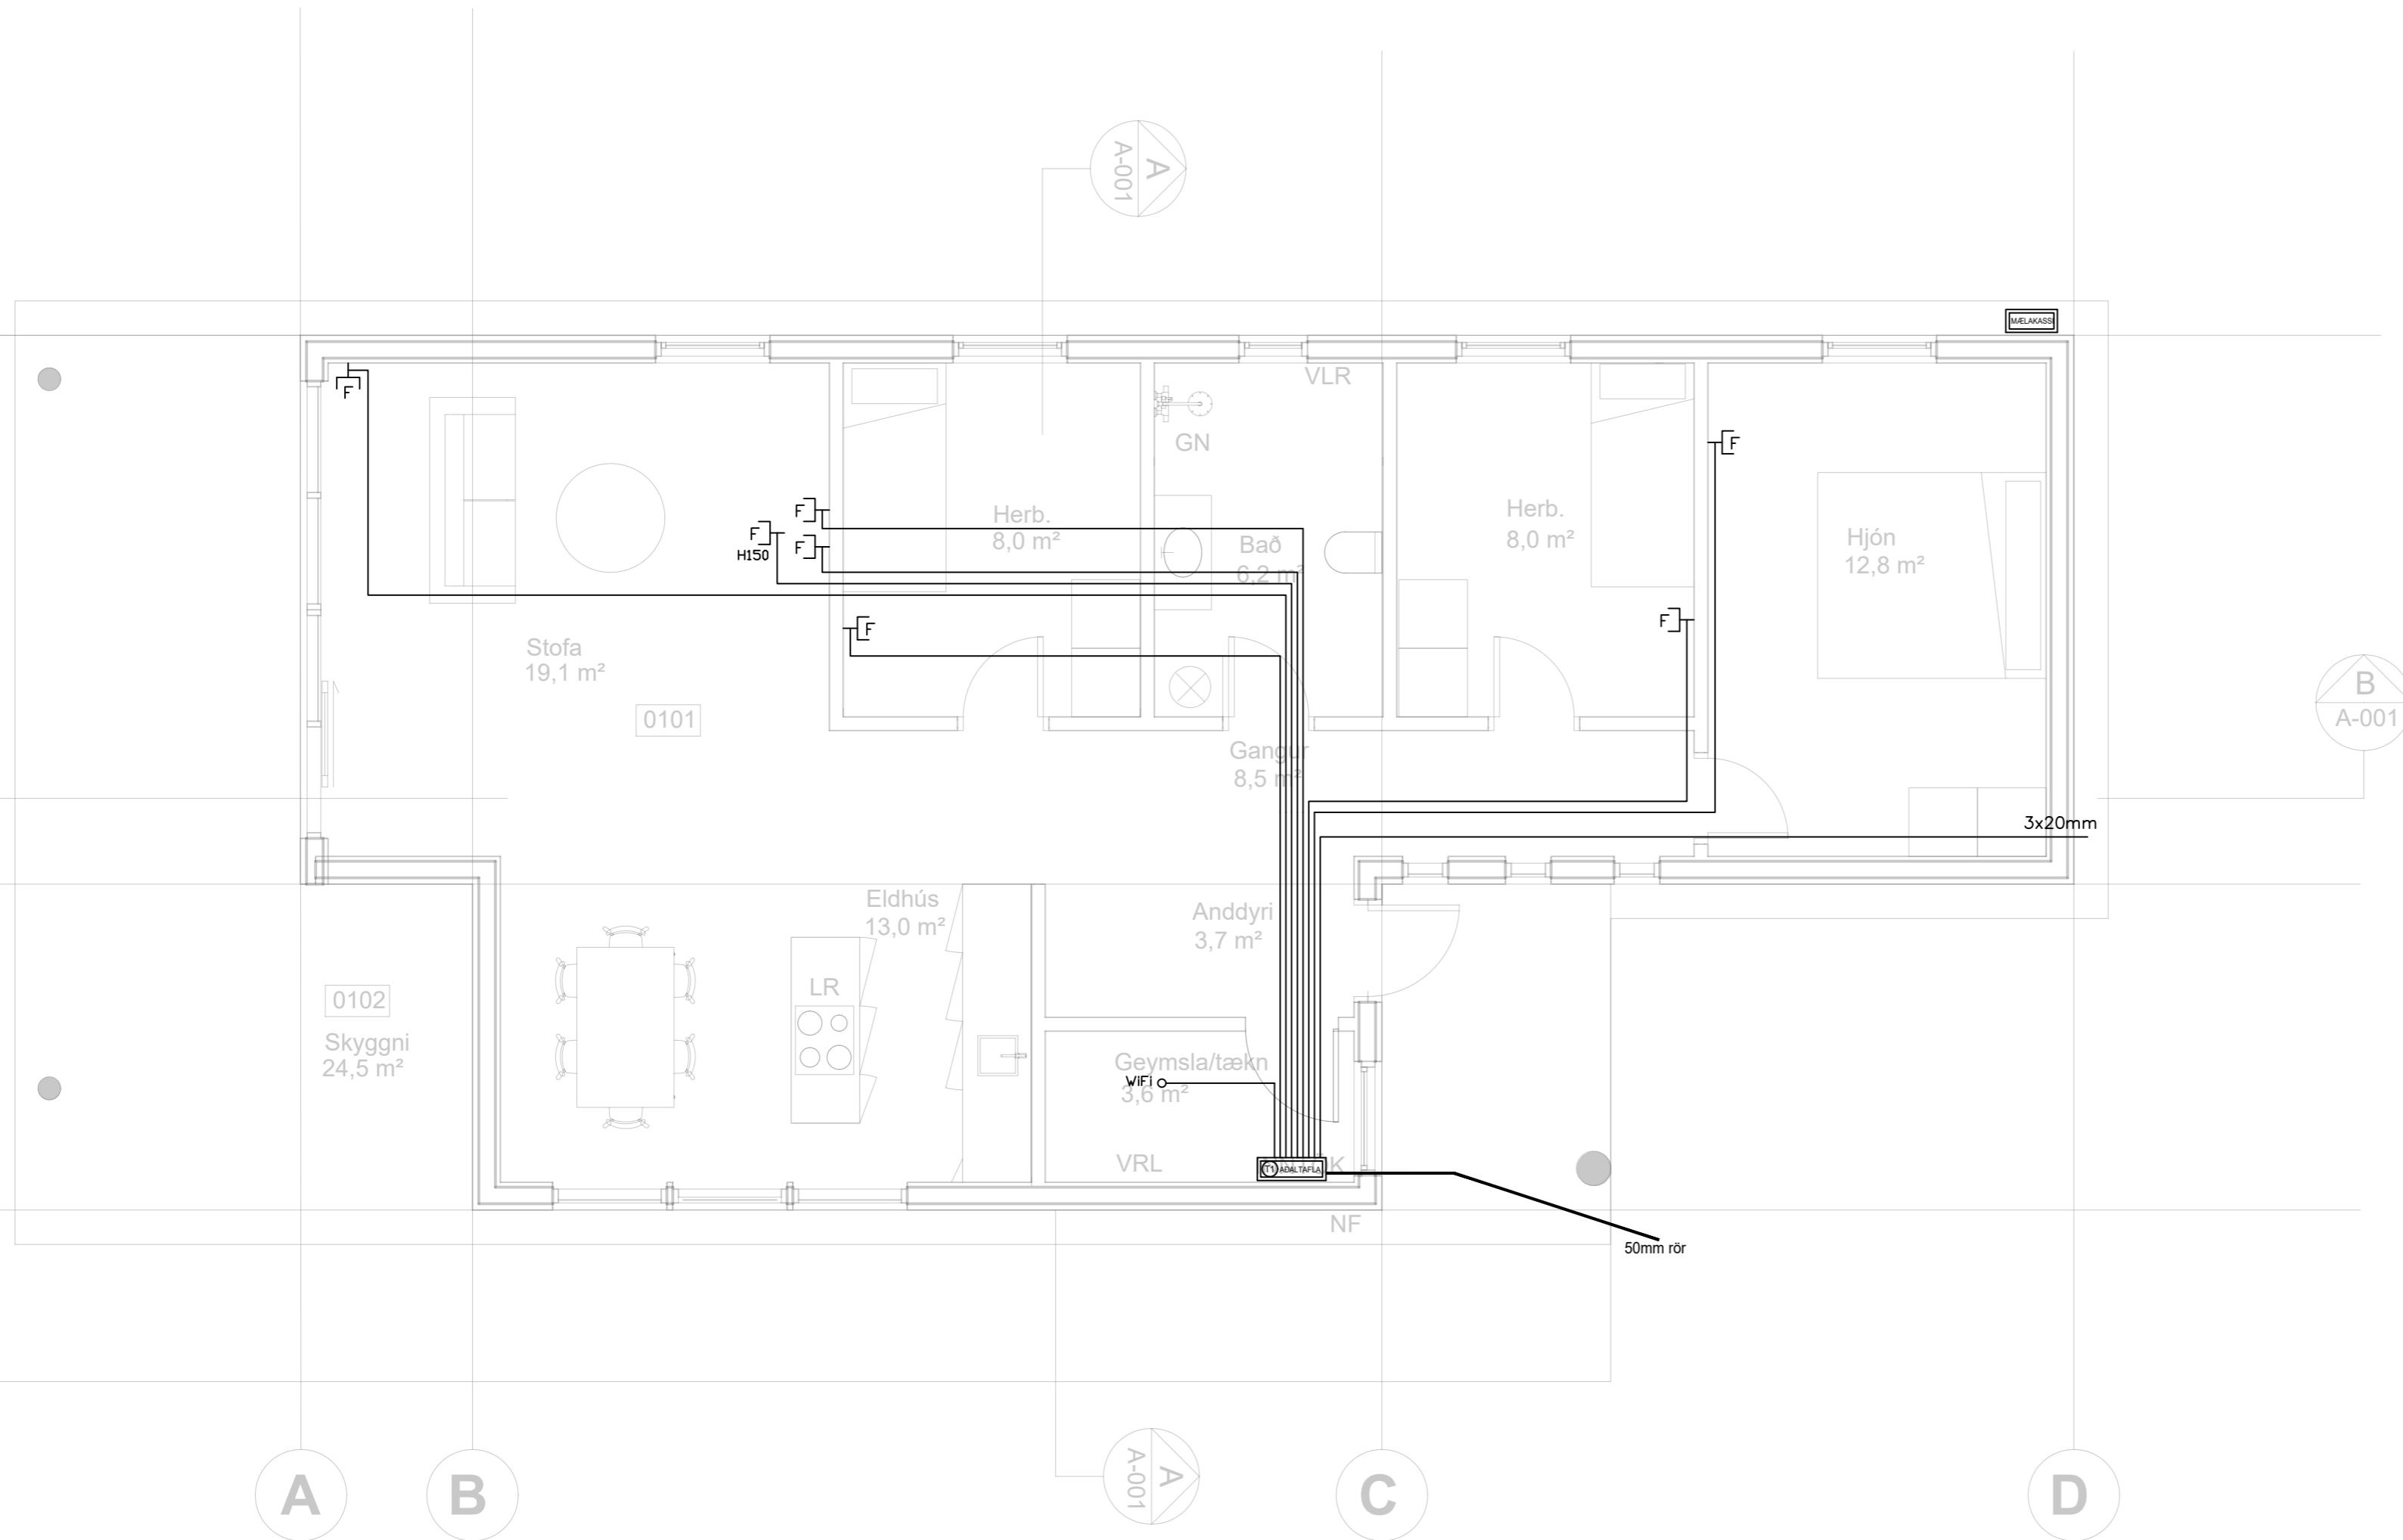 A
A-001
MÆLAKASSI
VLR
F
F
GN
F
Herb.
8,0 m²
Herb.
8,0 m²
F
H150
F
Bað
6,2 m²
Hjón
12,8 m²
F
F
Stofa
19,1 m²
0101
B
A-001
Gangur
8,5 m²
3x20mm
Eldhús
13,0 m²
Anddyri
3,7 m²
LR
0102
Skyggni
24,5 m²
Geymsla/tækn
3,6 m²
WiFi
VRL
T1 AÐALTAFLA
NF
50mm rör
A
A-001
A
B
C
D